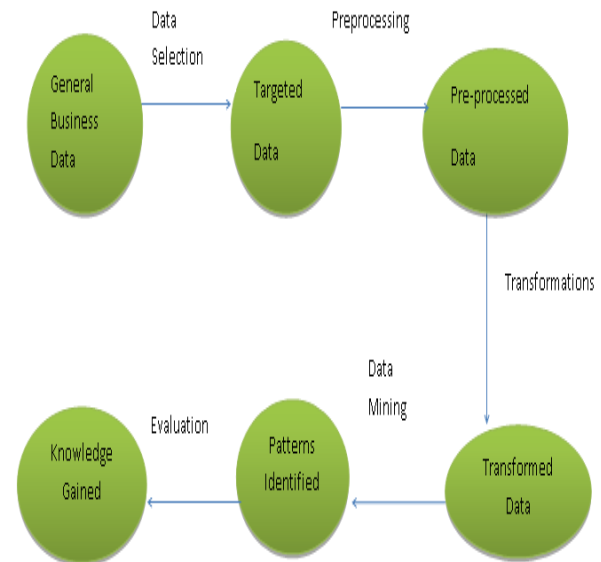 Data
Selection
Preprocessing
General
Business
Data
Targeted
Data
Pre-processed
Data
Transformations
Data
Mining
Transformed
Data
Patterns
Identified
Evaluation
Knowledge
Gained